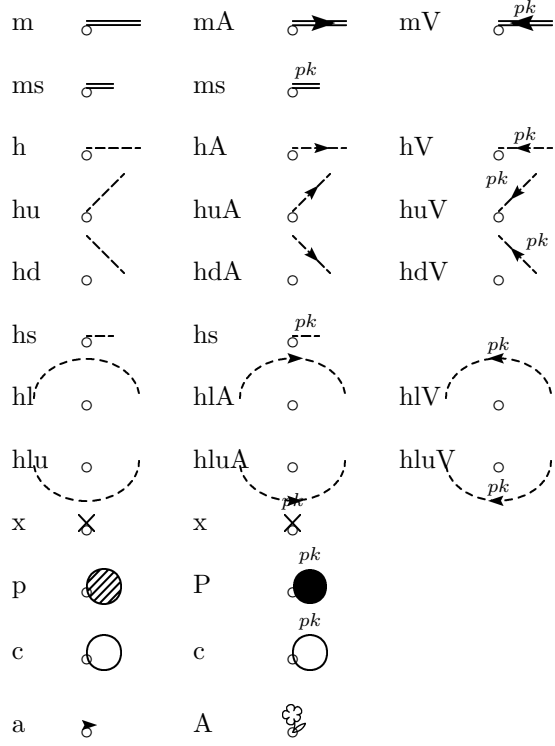 m mA mV pk
ms ms pk
h hA hV pk
hu huA huV pk
hd hdA hdV pk
hs hs pk
hl hlA hlV pk
hlu hluA hluV pk
x x pk
p P pk
c c pk
a A